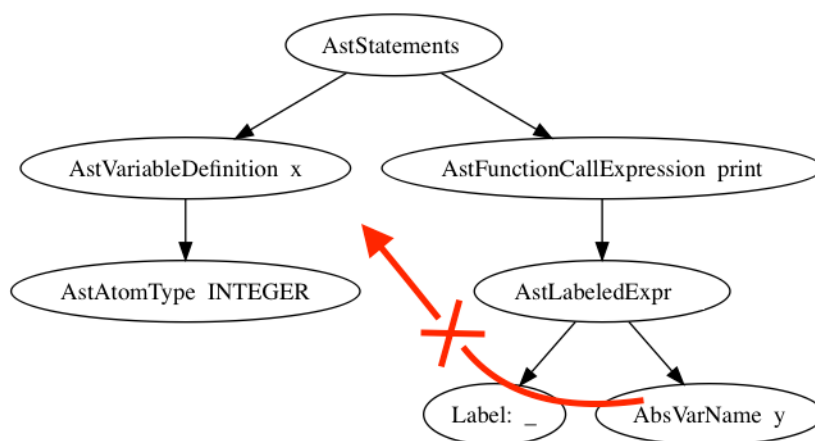 AstStatements
AstVariableDefinition x
AstFunctionCallExpression print
AstAtomType INTEGER
AstLabeledExpr
Label: _
AbsVarName y